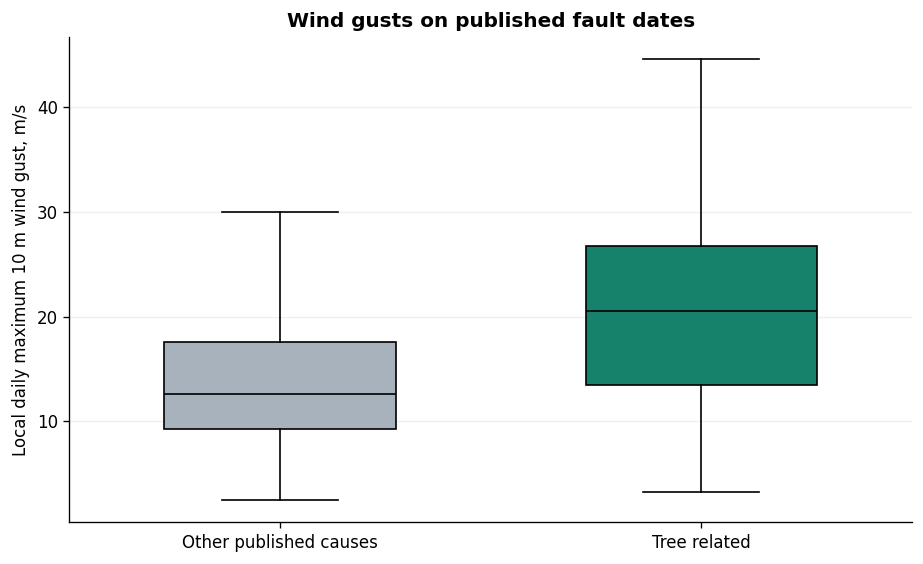 Wind gusts on published fault dates
Local daily maximum 10 m wind gust, m/s
40
30
20
10
Other published causes
Tree related